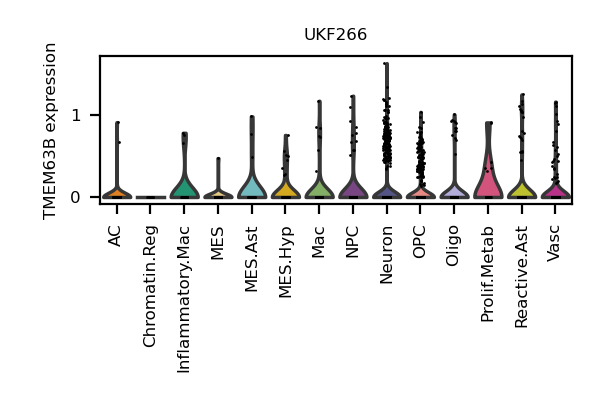 UKF266
TMEM63B expression
1
0
AC
Chromatin.Reg
Inflammatory.Mac
MES
MES.Ast
MES.Hyp
Mac
NPC
Neuron
OPC
Oligo
Prolif.Metab
Reactive.Ast
Vasc